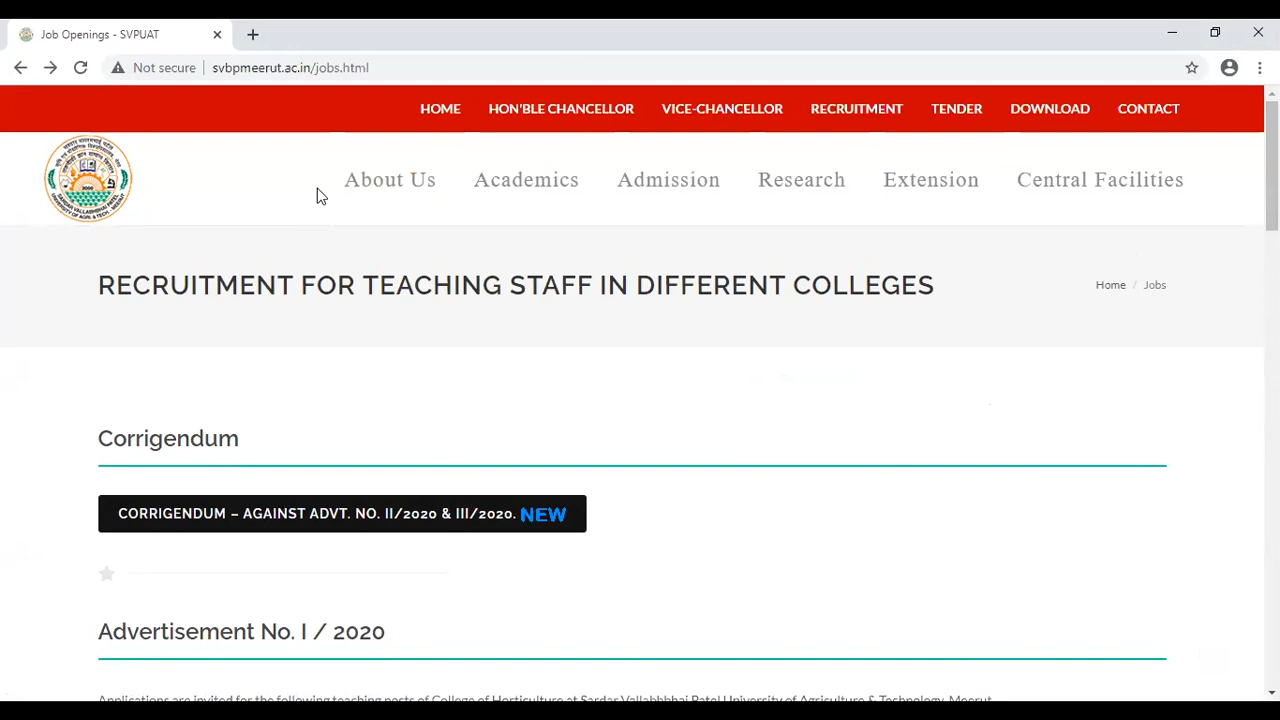 Job Openings - SVPUAT
Not secure svbpmeerut.ac.in/jobs.html
HOME HON'BLE CHANCELLOR VICE-CHANCELLOR RECRUITMENT TENDER DOWNLOAD CONTACT
About Us Academics Admission Research Extension Central Facilities
RECRUITMENT FOR TEACHING STAFF IN DIFFERENT COLLEGES
Home / Jobs
Corrigendum
CORRIGENDUM – AGAINST ADVT. NO. II/2020 & III/2020. NEW
Advertisement No. I / 2020
Applications are invited for the following teaching posts of College of Horticulture at Sardar Vallabhbhai Patel University of Agriculture & Technology, Meerut